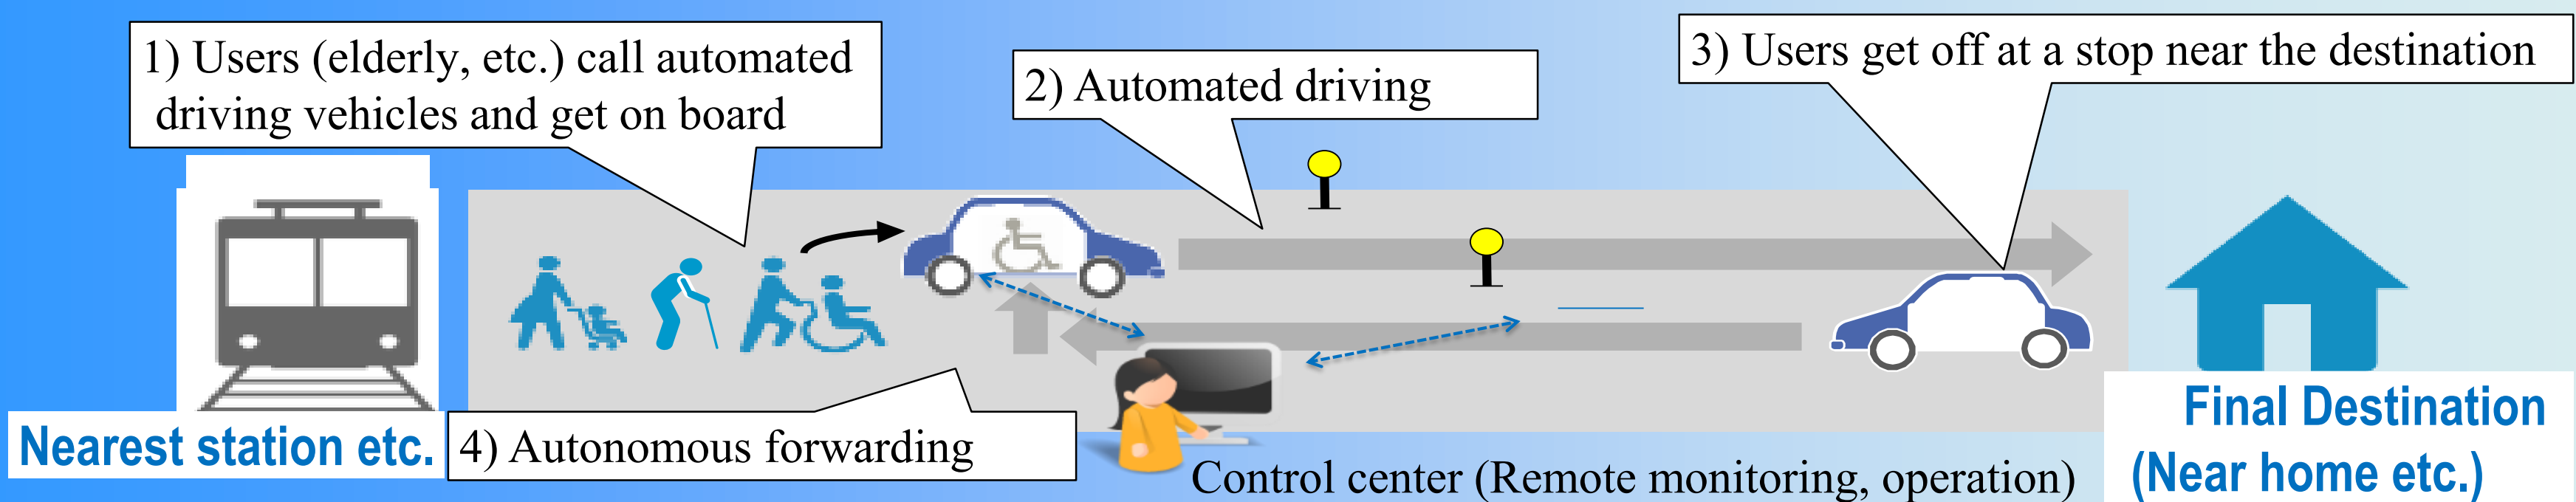 1) Users (elderly, etc.) call automated
driving vehicles and get on board
2) Automated driving
3) Users get off at a stop near the destination
Nearest station etc.
4) Autonomous forwarding
Control center (Remote monitoring, operation)
Final Destination
(Near home etc.)